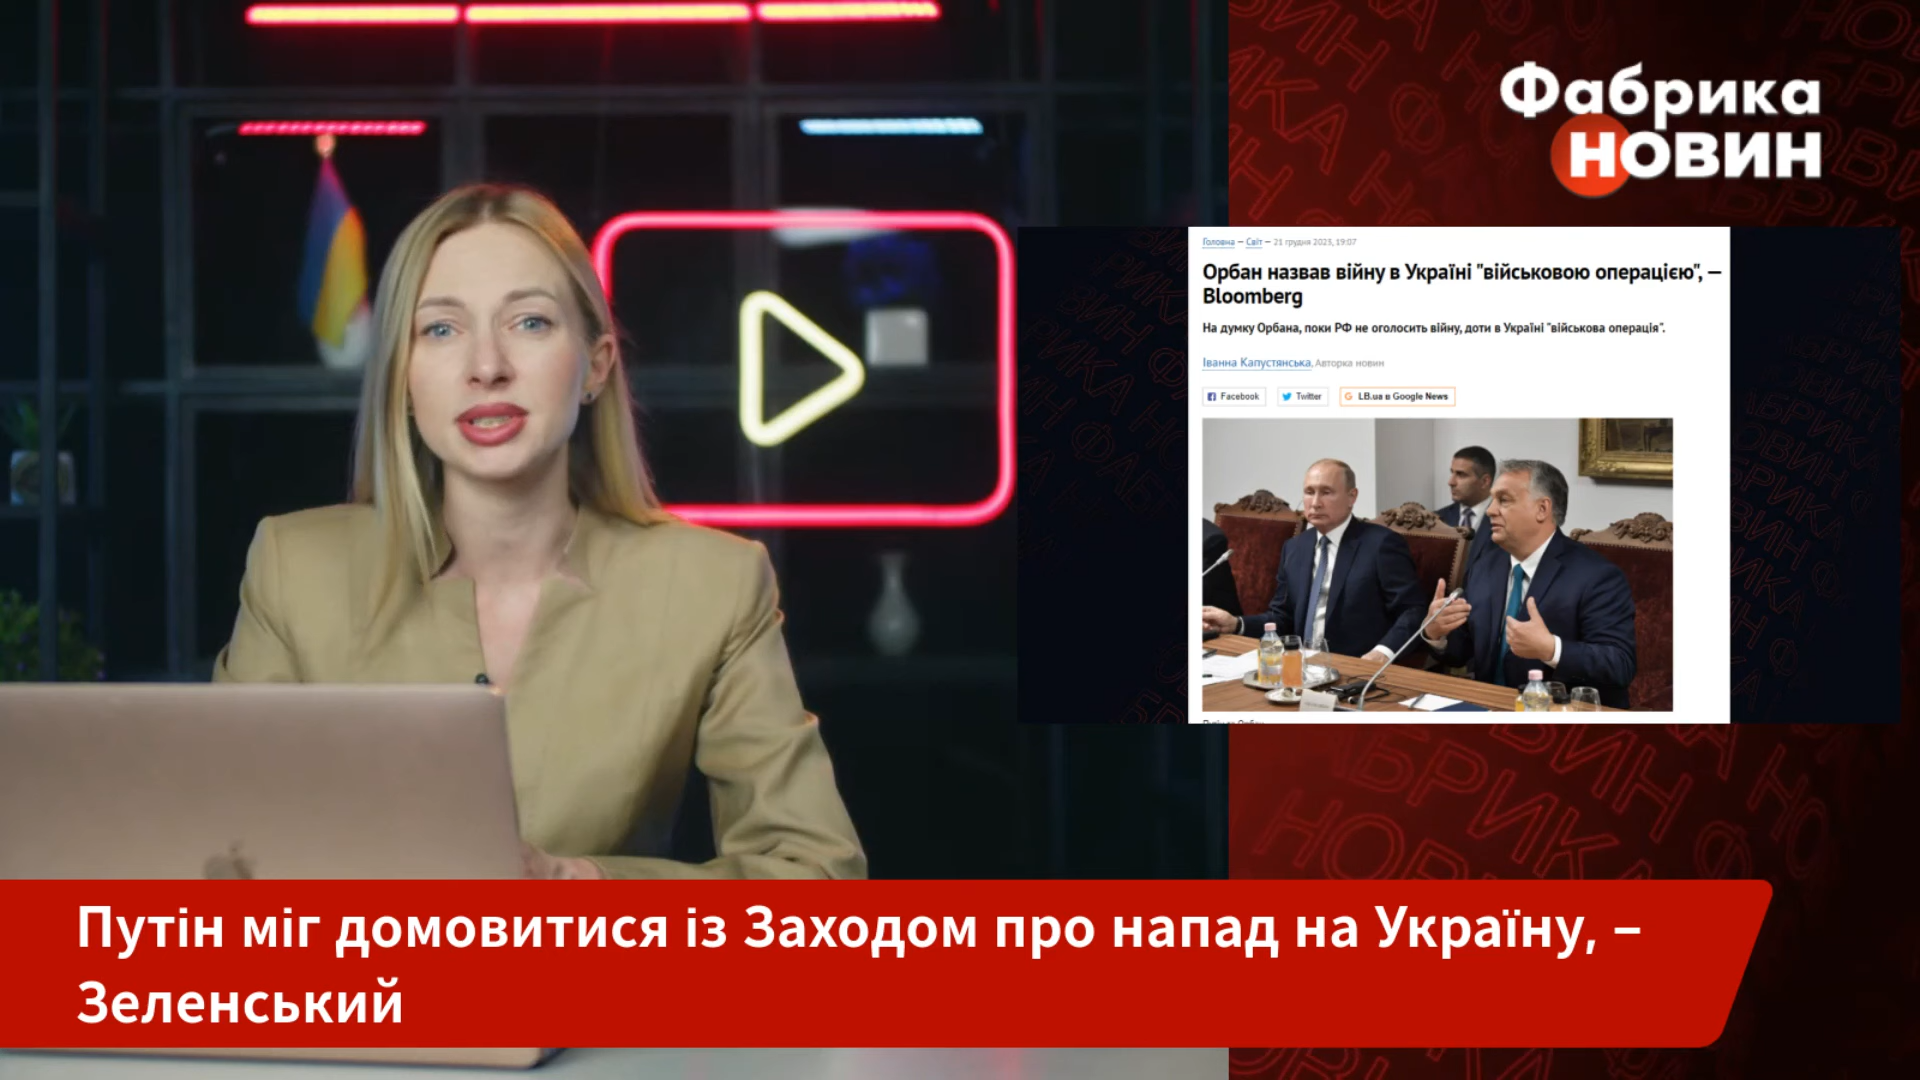 Фабрика
новин
Головна — Світ — 21 грудня 2023, 19:07
Орбан назвав війну в Україні "військовою операцією", —
Bloomberg
На думку Орбана, поки РФ не оголосить війну, доти в Україні "військова операція".
Іванна Капустянська, Авторка новин
Facebook
Twitter
LB.ua в Google News
Путін міг домовитися із Заходом про напад на Україну, –
Зеленський